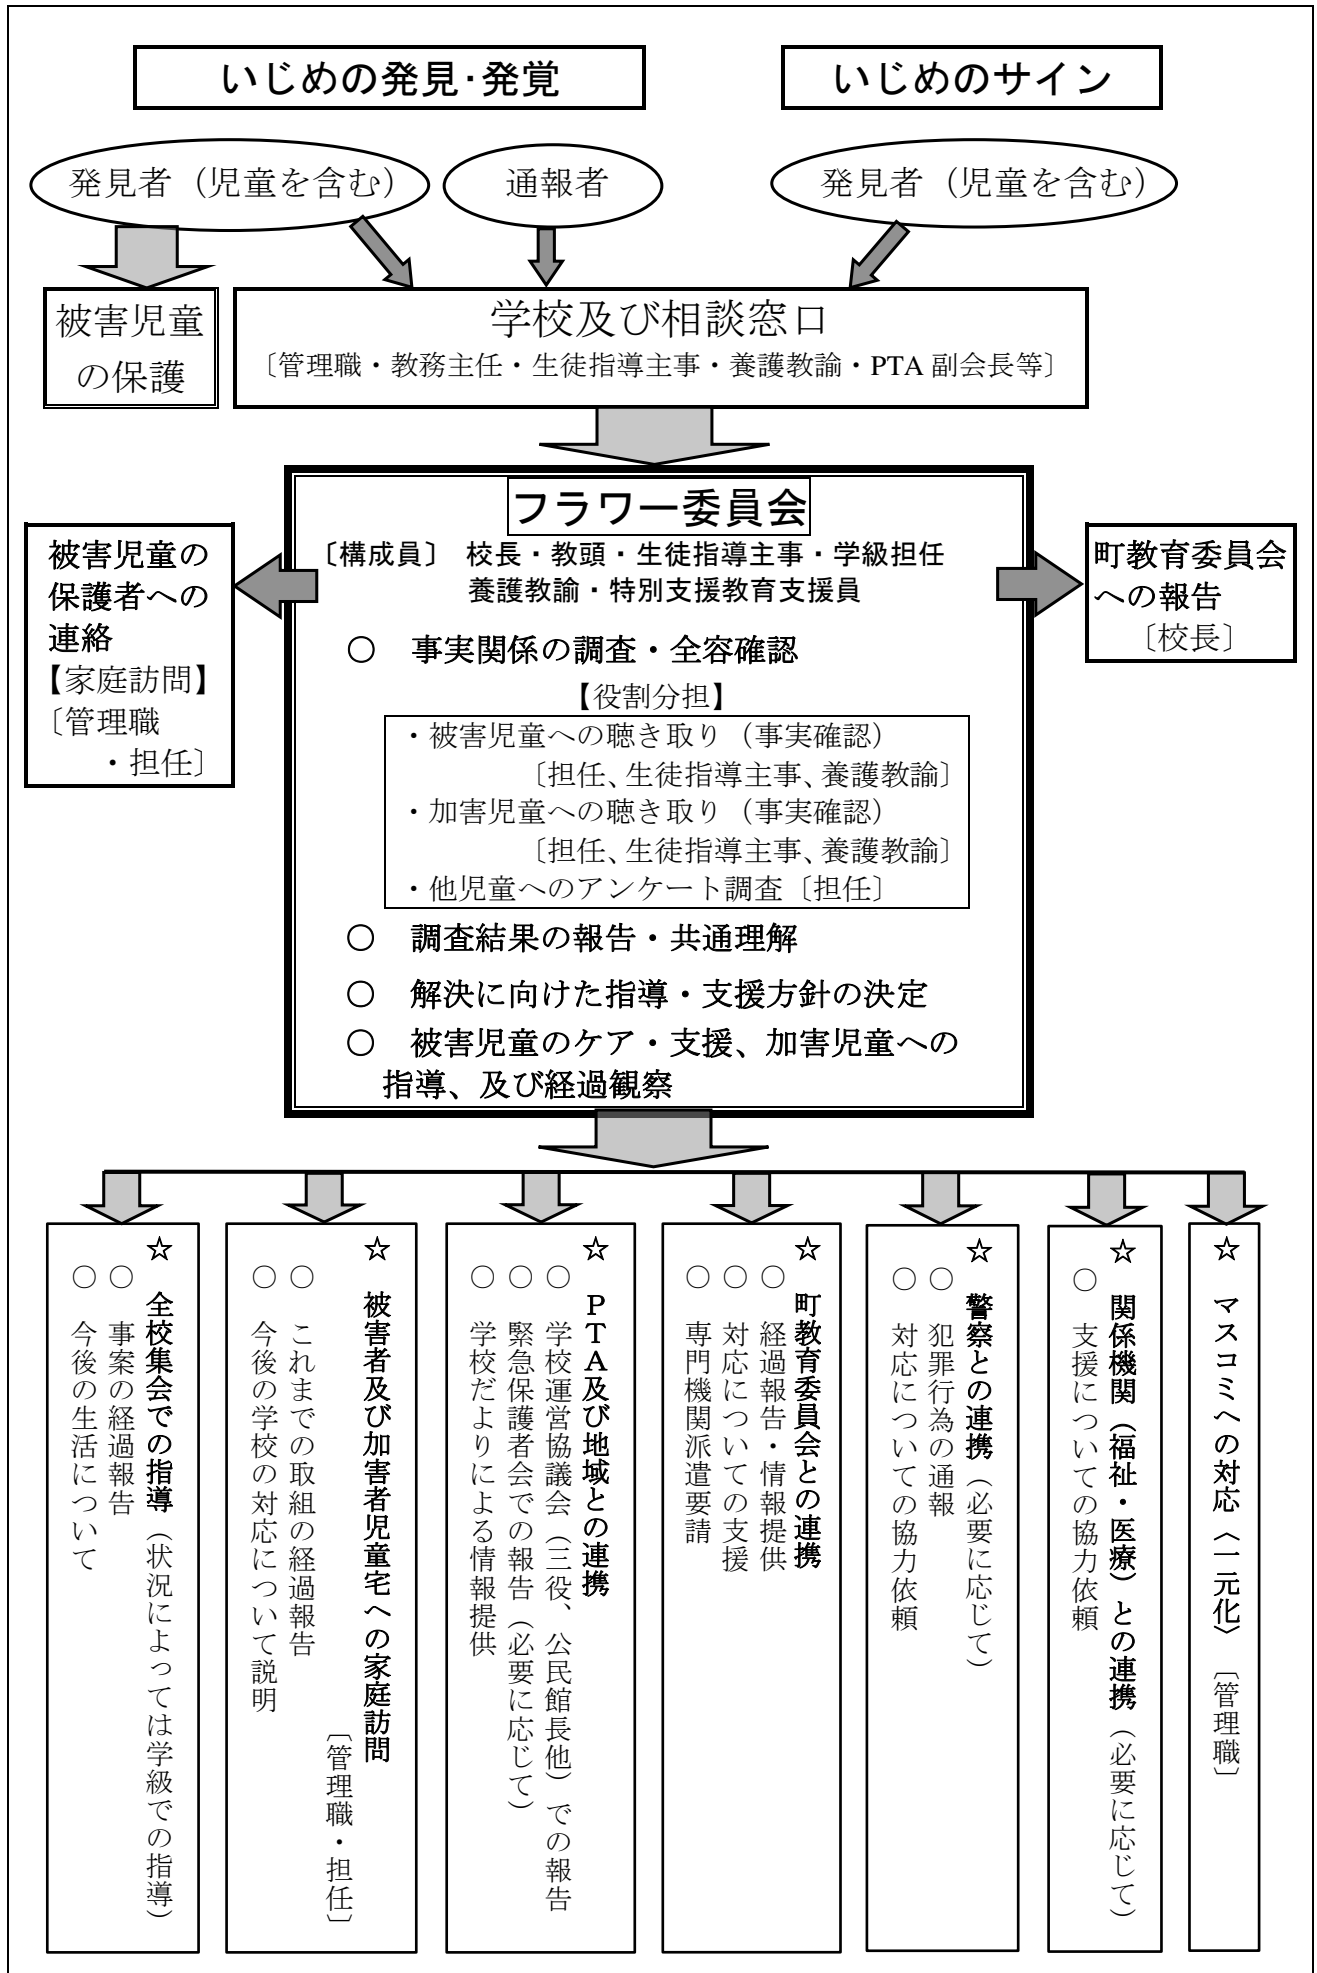 いじめの発見・発覚
いじめのサイン
発見者（児童を含む）
通報者
発見者（児童を含む）
被害児童
の保護
学校及び相談窓口
〔管理職・教務主任・生徒指導主事・養護教諭・PTA 副会長等〕
フラワー委員会
〔構成員〕 校長・教頭・生徒指導主事・学級担任
養護教諭・特別支援教育支援員
被害児童の
保護者への
連絡
【家庭訪問】
〔管理職
・担任〕
町教育委員会
への報告
〔校長〕
○ 事実関係の調査・全容確認
【役割分担】
・被害児童への聴き取り（事実確認）
〔担任、生徒指導主事、養護教諭〕
・加害児童への聴き取り（事実確認）
〔担任、生徒指導主事、養護教諭〕
・他児童へのアンケート調査〔担任〕
○ 調査結果の報告・共通理解
○ 解決に向けた指導・支援方針の決定
○ 被害児童のケア・支援、加害児童への
指導、及び経過観察
☆ マスコミへの対応〈一元化〉 〔管理職〕
☆ 関係機関（福祉・医療）との連携（必要に応じて）
○ 支援についての協力依頼
☆ 警察との連携（必要に応じて）
○ 犯罪行為の通報
○ 対応についての協力依頼
☆ 町教育委員会との連携
○ 経過報告・情報提供
○ 対応についての支援
○ 専門機関派遣要請
☆ ＰＴＡ及び地域との連携
○ 学校運営協議会（三役、公民館長他）での報告
○ 緊急保護者会での報告（必要に応じて）
○ 学校だよりによる情報提供
☆ 被害者及び加害者児童宅への家庭訪問
〔管理職・担任〕
○ これまでの取組の経過報告
○ 今後の学校の対応について説明
☆ 全校集会での指導（状況によっては学級での指導）
○ 事案の経過報告
○ 今後の生活について